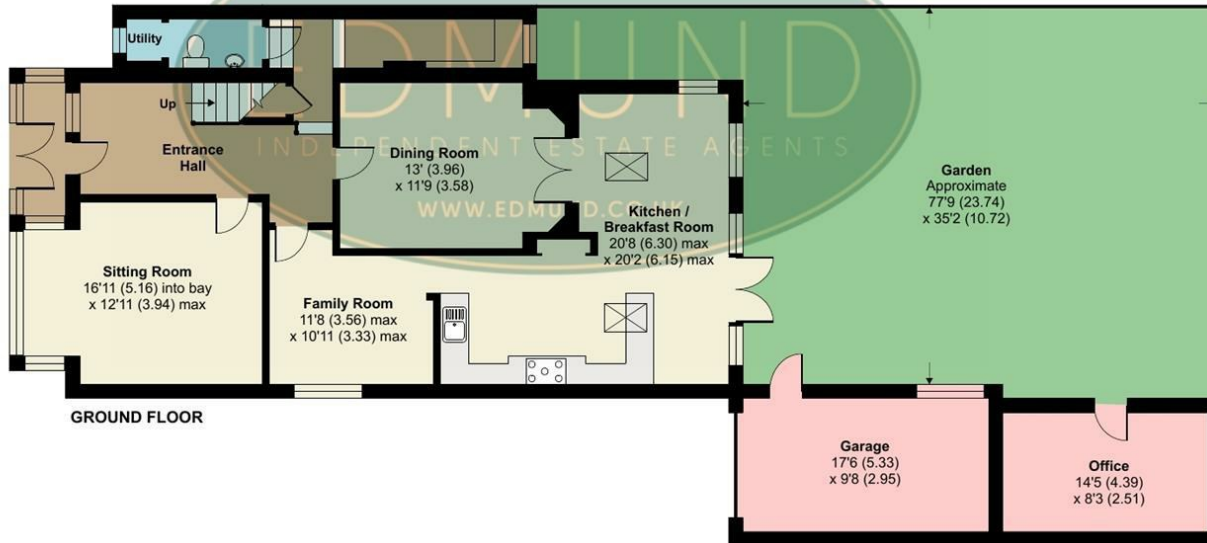 EDMUND
INDEPENDENT ESTATE AGENTS
WWW.EDMUND.CO.UK
Utility
Up
Entrance
Hall
Dining Room
13' (3.96)
x 11'9 (3.58)
Kitchen /
Breakfast Room
20'8 (6.30) max
x 20'2 (6.15) max
Garden
Approximate
77'9 (23.74)
x 35'2 (10.72)
Sitting Room
16'11 (5.16) into bay
x 12'11 (3.94) max
Family Room
11'8 (3.56) max
x 10'11 (3.33) max
GROUND FLOOR
Garage
17'6 (5.33)
x 9'8 (2.95)
Office
14'5 (4.39)
x 8'3 (2.51)